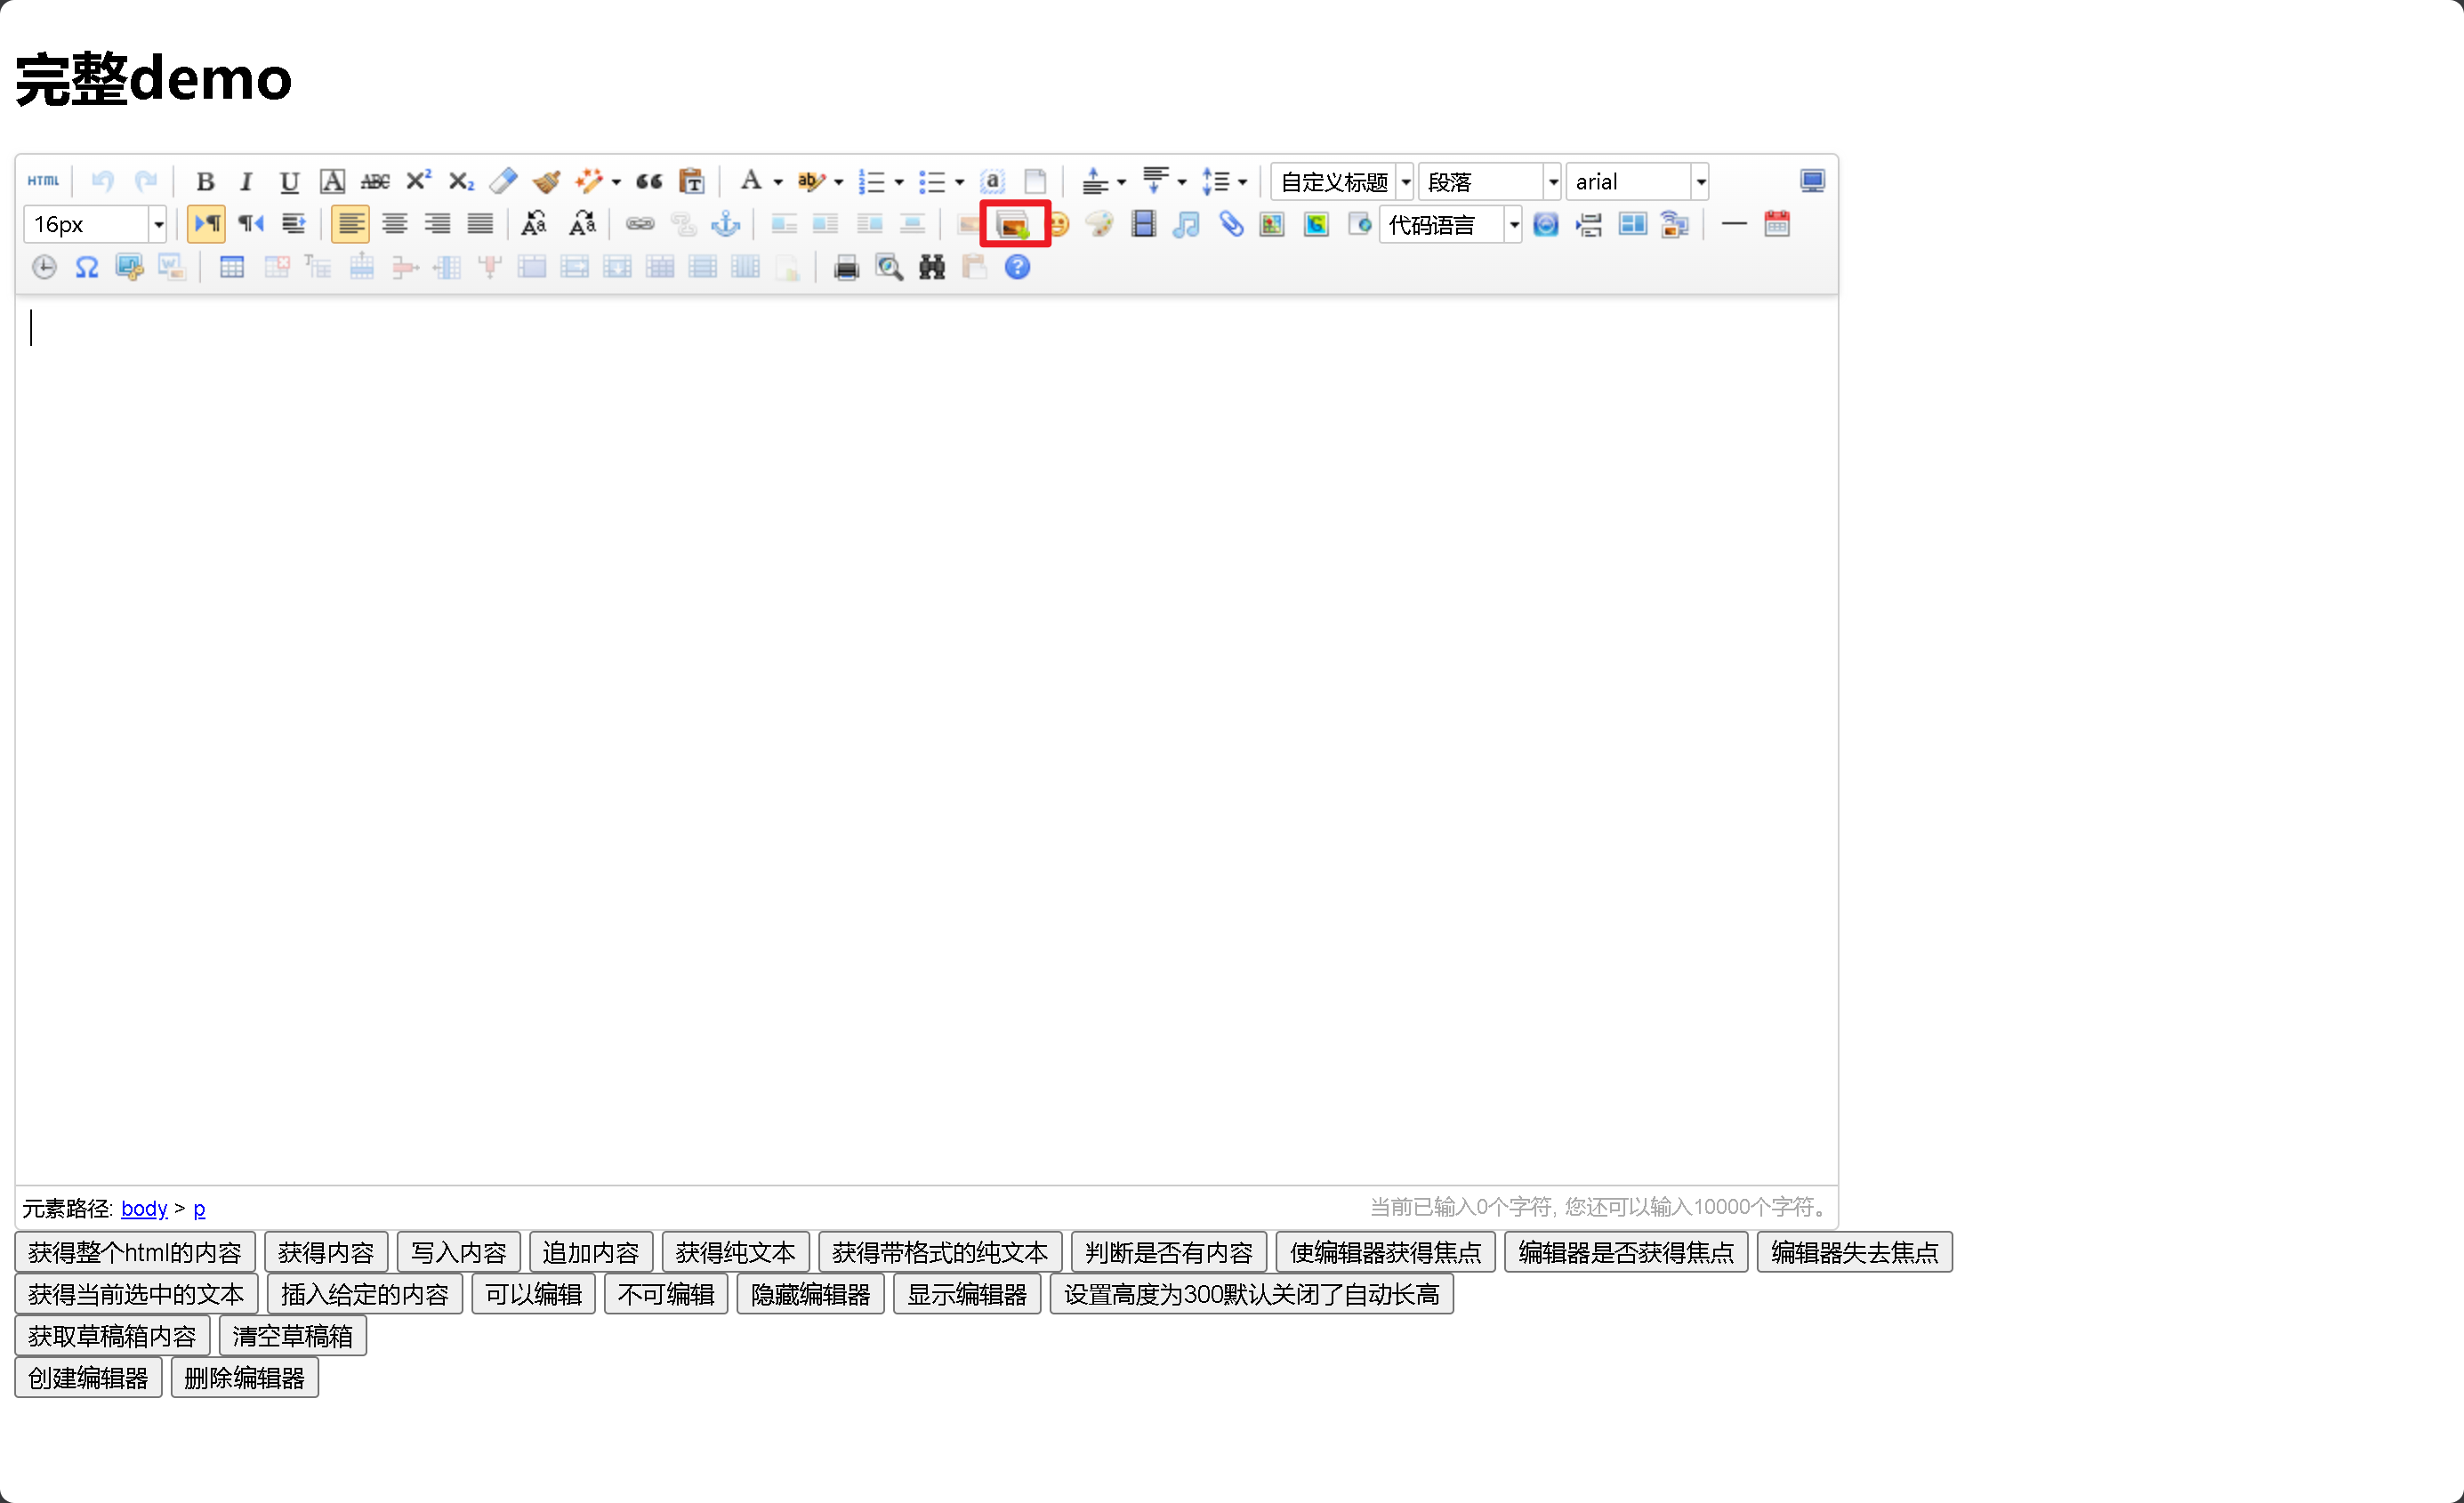 完整demo
HTML 自定义标题 段落 arial
16px 代码语言
元素路径: body > p 当前已输入0个字符, 您还可以输入10000个字符。
获得整个html的内容 获得内容 写入内容 追加内容 获得纯文本 获得带格式的纯文本 判断是否有内容 使编辑器获得焦点 编辑器是否获得焦点 编辑器失去焦点
获得当前选中的文本 插入给定的内容 可以编辑 不可编辑 隐藏编辑器 显示编辑器 设置高度为300默认关闭了自动长高
获取草稿箱内容 清空草稿箱
创建编辑器 删除编辑器